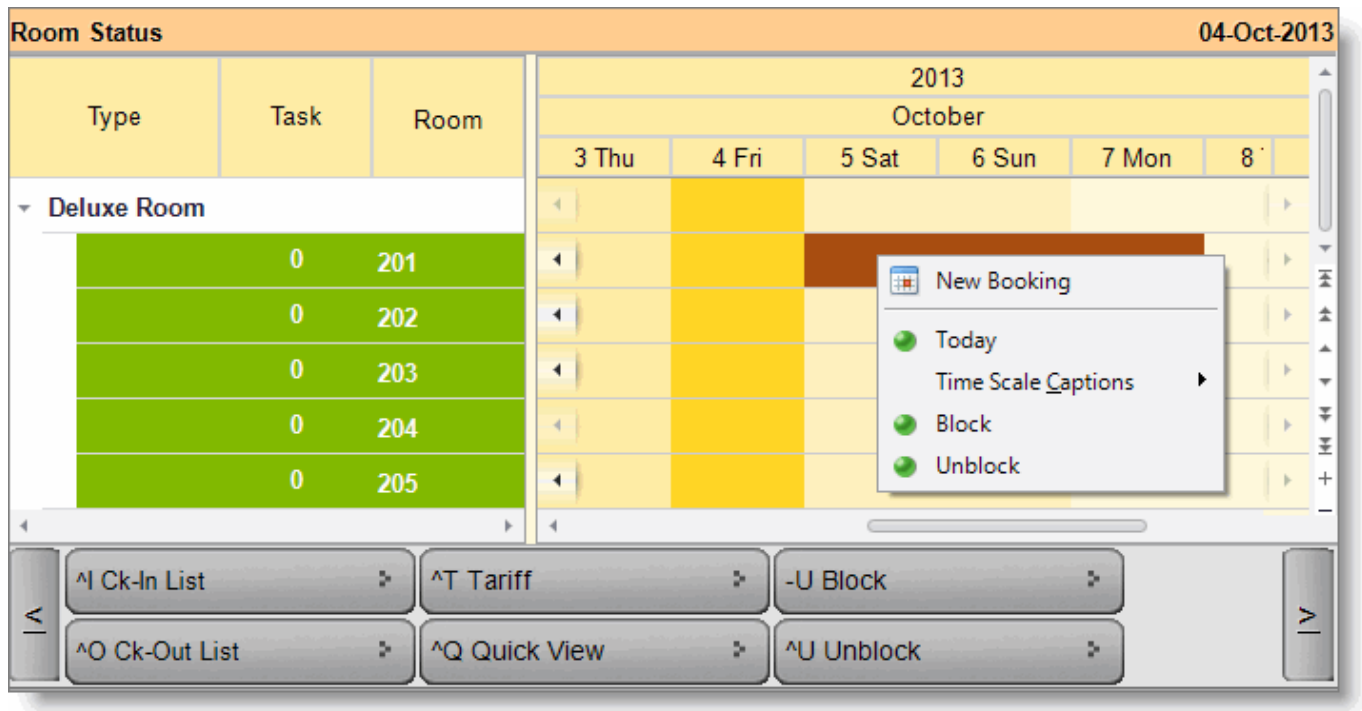 Room Status 04-Oct-2013
2013
October
Type Task Room
3 Thu 4 Fri 5 Sat 6 Sun 7 Mon 8
Deluxe Room
0 201
0 202
0 203
0 204
0 205
New Booking
Today
Time Scale Captions
Block
Unblock
^I Ck-In List ^T Tariff -U Block
< >
^O Ck-Out List ^Q Quick View ^U Unblock